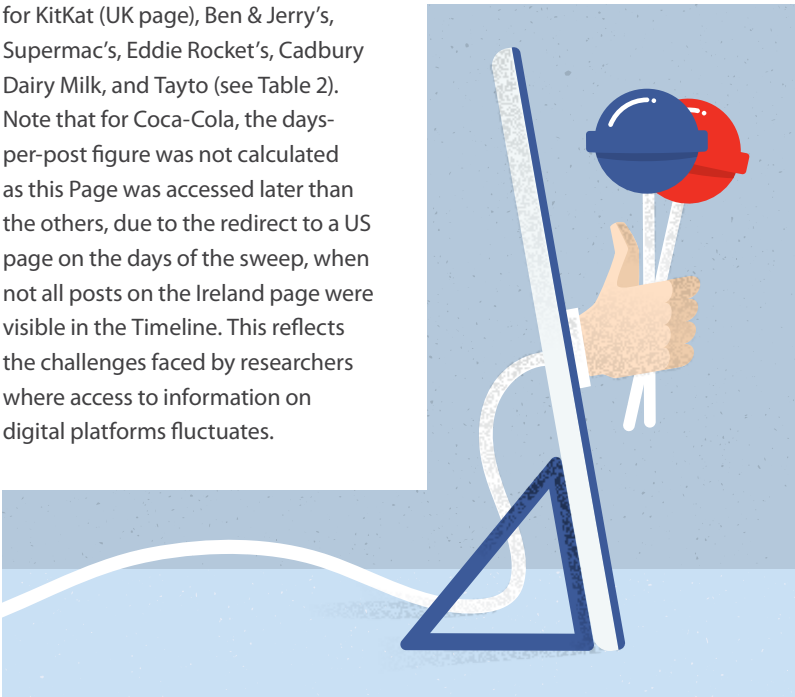 for KitKat (UK page), Ben & Jerry’s,
Supermac’s, Eddie Rocket’s, Cadbury
Dairy Milk, and Tayto (see Table 2).
Note that for Coca-Cola, the days-
per-post figure was not calculated
as this Page was accessed later than
the others, due to the redirect to a US
page on the days of the sweep, when
not all posts on the Ireland page were
visible in the Timeline. This reflects
the challenges faced by researchers
where access to information on
digital platforms fluctuates.